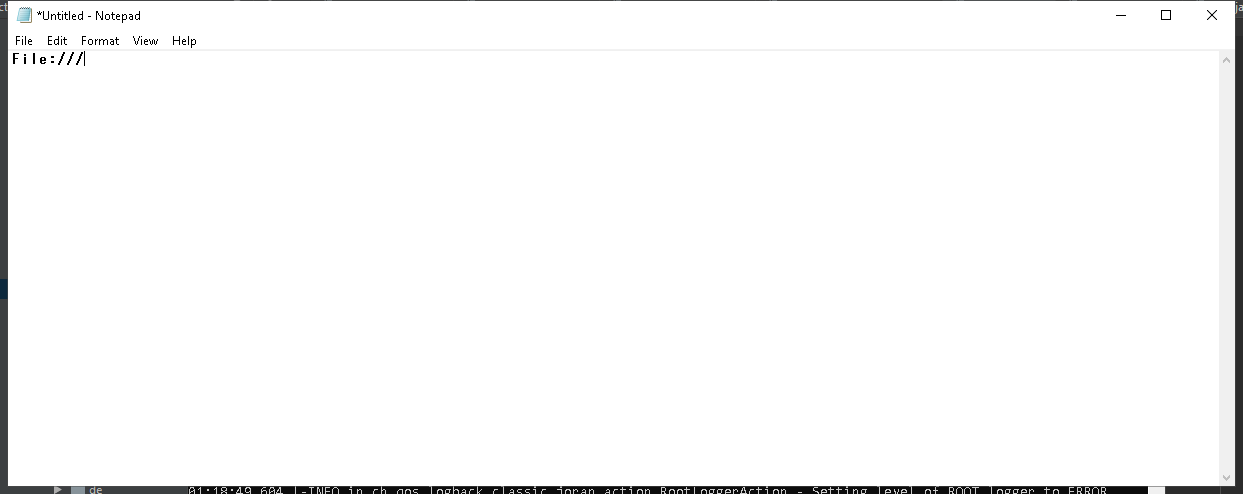 *Untitled - Notepad
File Edit Format View Help
File:///
de
01:18:49,604 |-INFO in ch.qos.logback.classic.joran.action.RootLoggerAction - Setting level of ROOT logger to ERROR